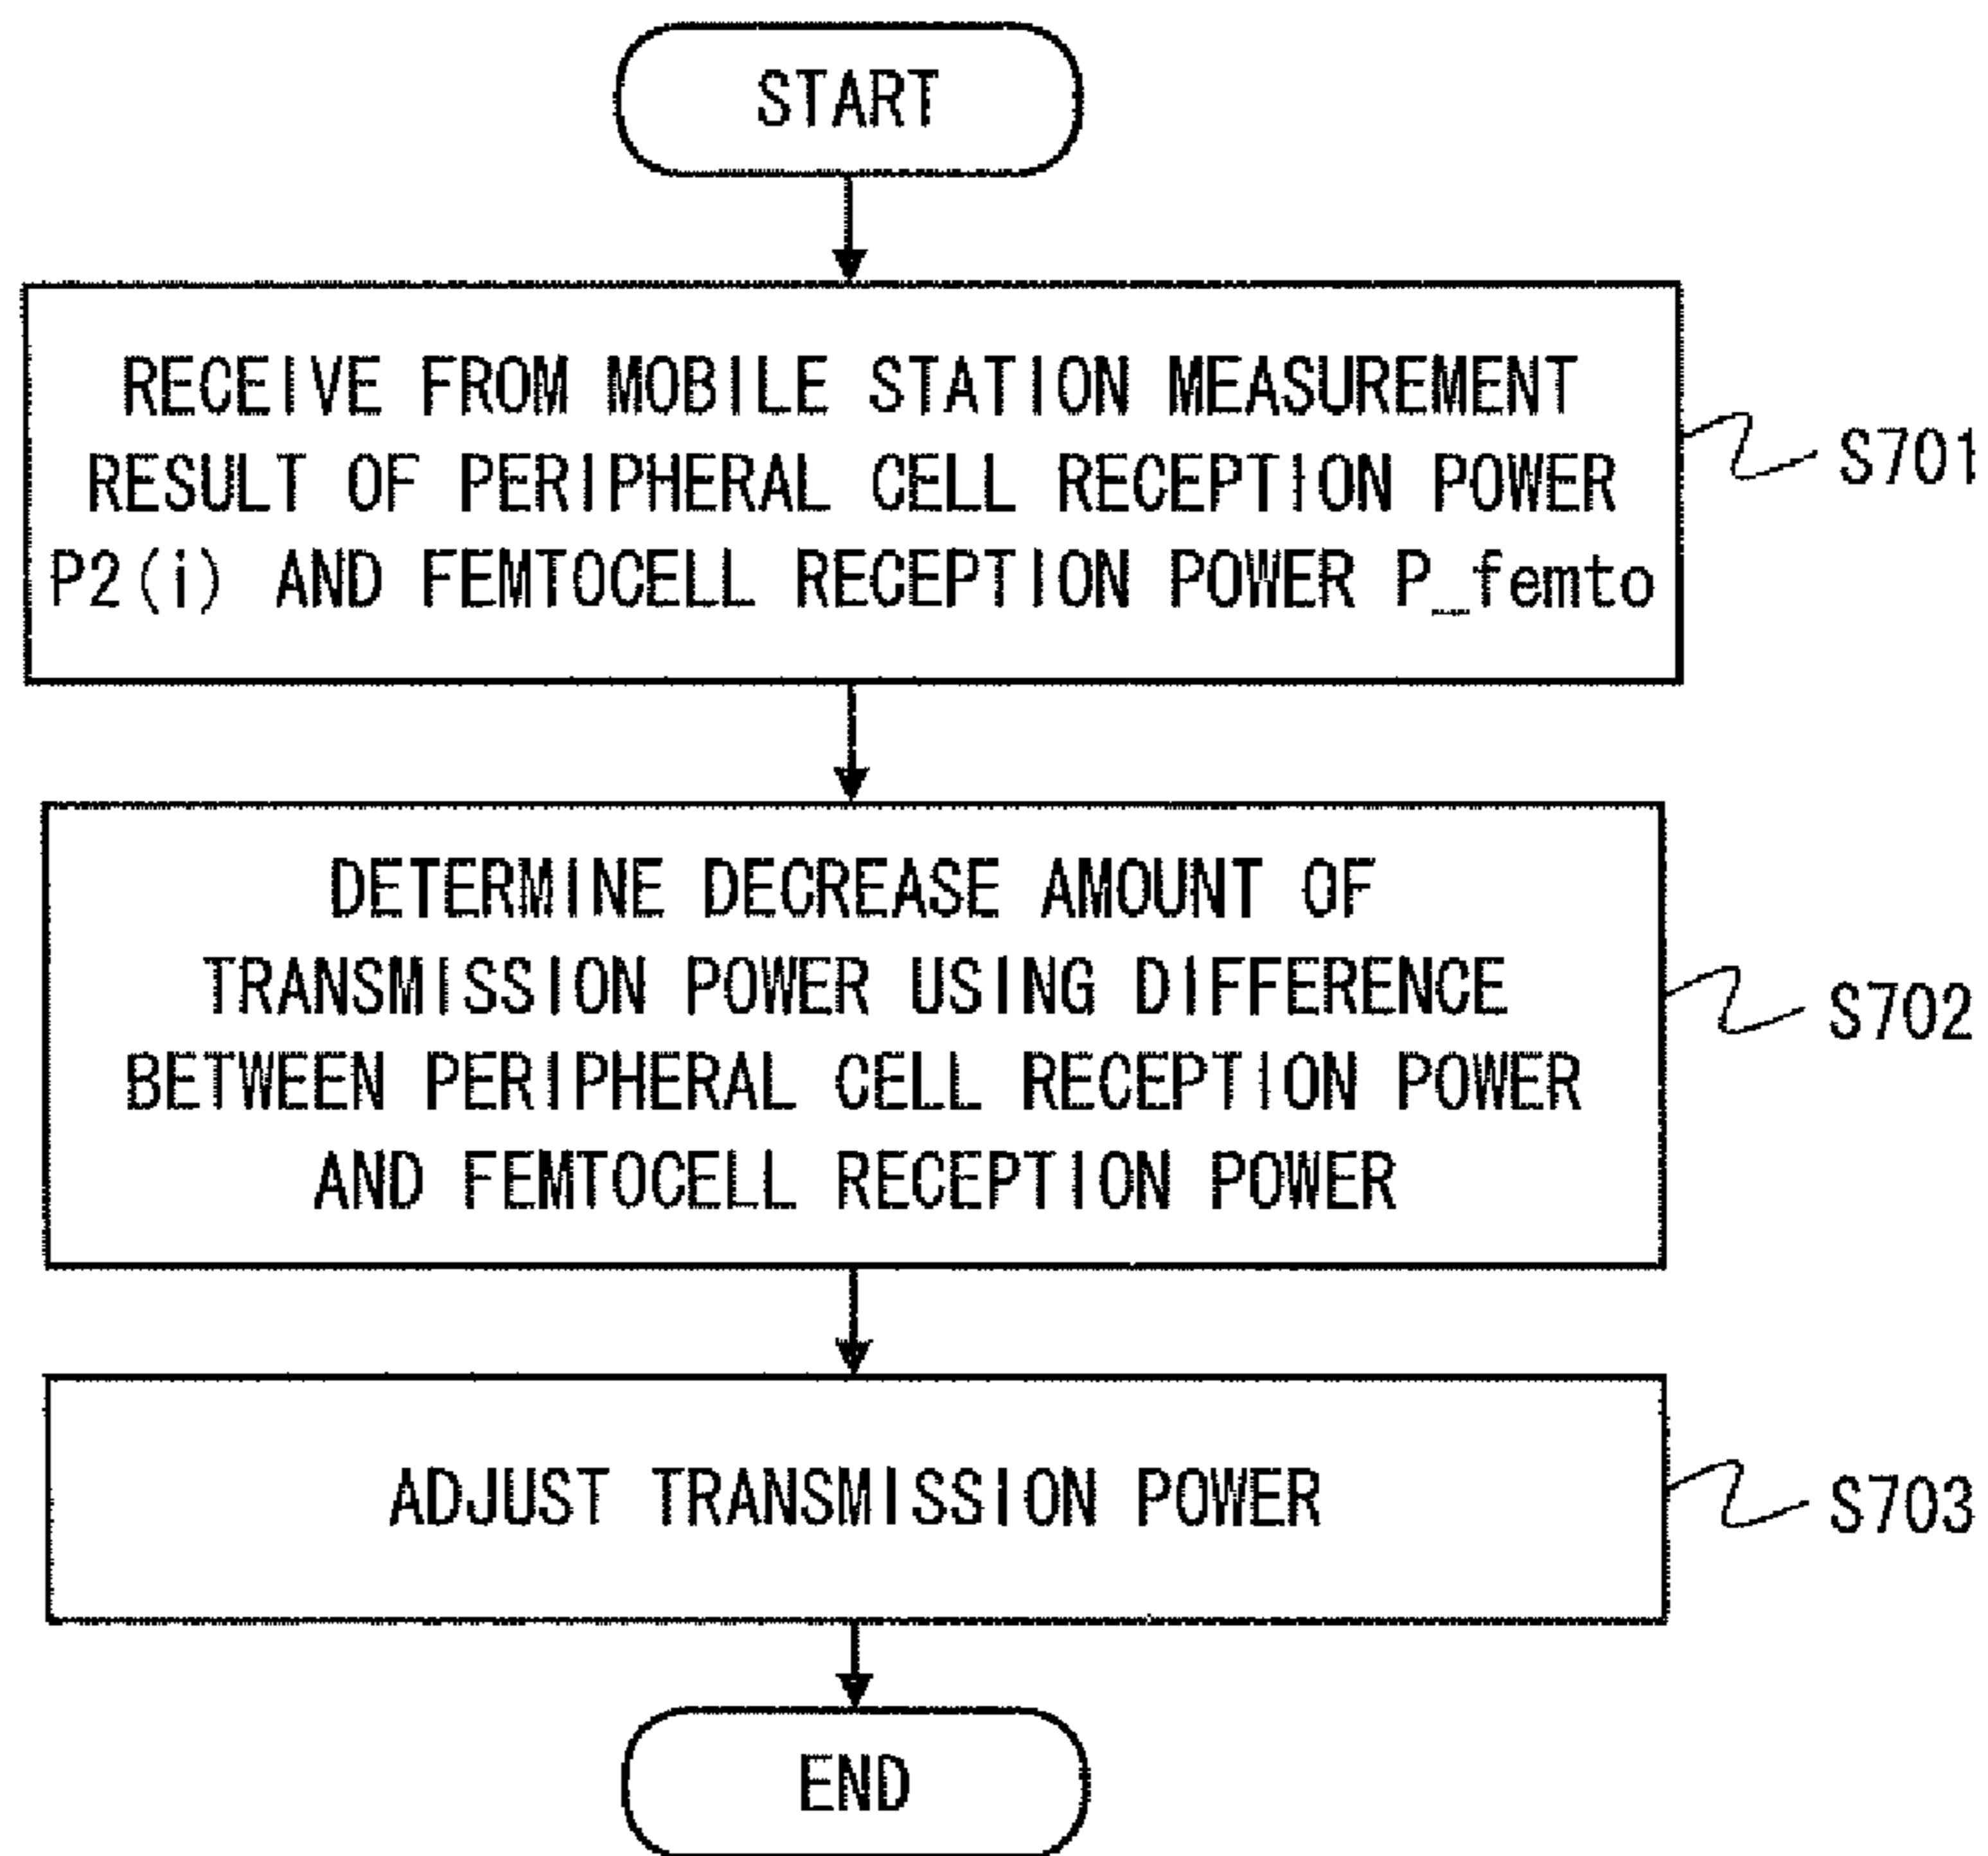 START
RECEIVE FROM MOBILE STATION MEASUREMENT
RESULT OF PERIPHERAL CELL RECEPTION POWER
P2(i) AND FEMTOCELL RECEPTION POWER P_femto
S701
DETERMINE DECREASE AMOUNT OF
TRANSMISSION POWER USING DIFFERENCE
BETWEEN PERIPHERAL CELL RECEPTION POWER
AND FEMTOCELL RECEPTION POWER
S702
ADJUST TRANSMISSION POWER
S703
END